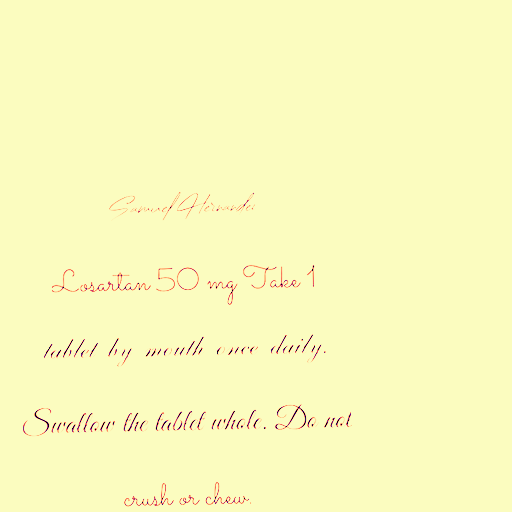 Samuel Hernandez
Losartan 50 mg Take 1
tablet by mouth once daily.
Swallow the tablet whole. Do not
crush or chew.